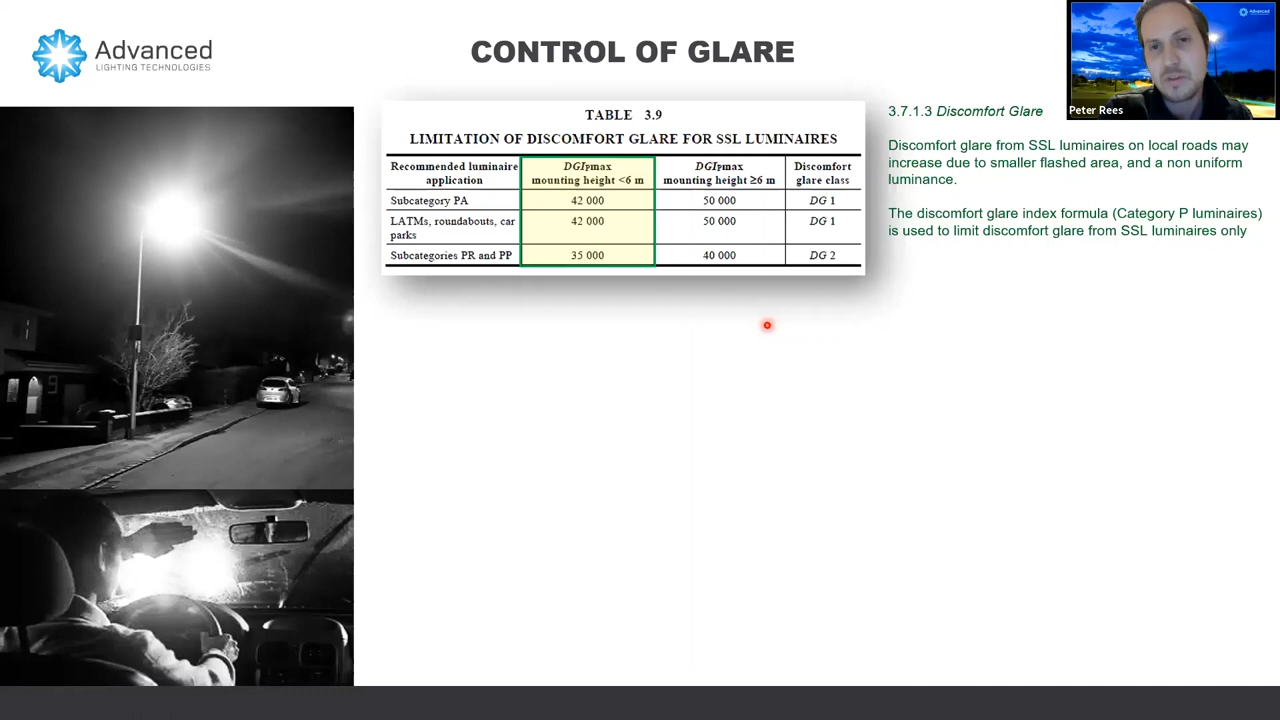 Advanced
LIGHTING TECHNOLOGIES
CONTROL OF GLARE
Peter Rees
TABLE 3.9
LIMITATION OF DISCOMFORT GLARE FOR SSL LUMINAIRES
Recommended luminaire application
DGIPmax mounting height <6 m
DGIPmax mounting height ≥6 m
Discomfort glare class
Subcategory PA 42 000 50 000 DG 1
LATMs, roundabouts, car parks 42 000 50 000 DG 1
Subcategories PR and PP 35 000 40 000 DG 2
3.7.1.3 Discomfort Glare
Discomfort glare from SSL luminaires on local roads may
increase due to smaller flashed area, and a non uniform
luminance.
The discomfort glare index formula (Category P luminaires)
is used to limit discomfort glare from SSL luminaires only